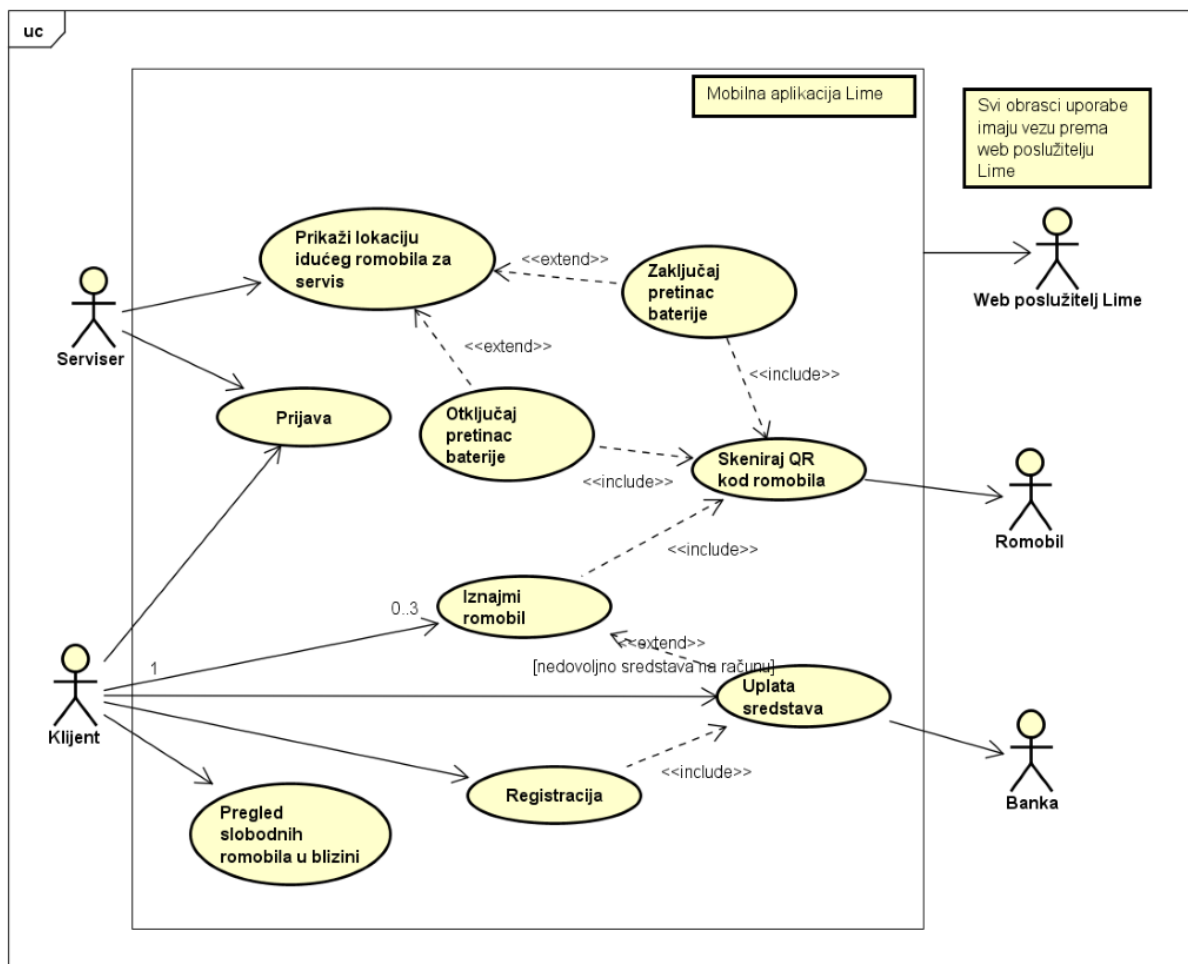 uc
Mobilna aplikacija Lime
Svi obrasci uporabe
imaju vezu prema
web poslužitelju
Lime
Prikaži lokaciju
idućeg romobila za
servis
<<extend>>
Zaključaj
pretinac
baterije
Web poslužitelj Lime
Serviser
<<extend>>
<<include>>
Prijava
Otključaj
pretinac
baterije
Skeniraj QR
kod romobila
<<include>>
Romobil
<<include>>
Iznajmi
romobil
0..3
<<extend>>
[nedovoljno sredstava na računu]
1
Uplata
sredstava
Klijent
<<include>>
Registracija
Banka
Pregled
slobodnih
romobila u blizini